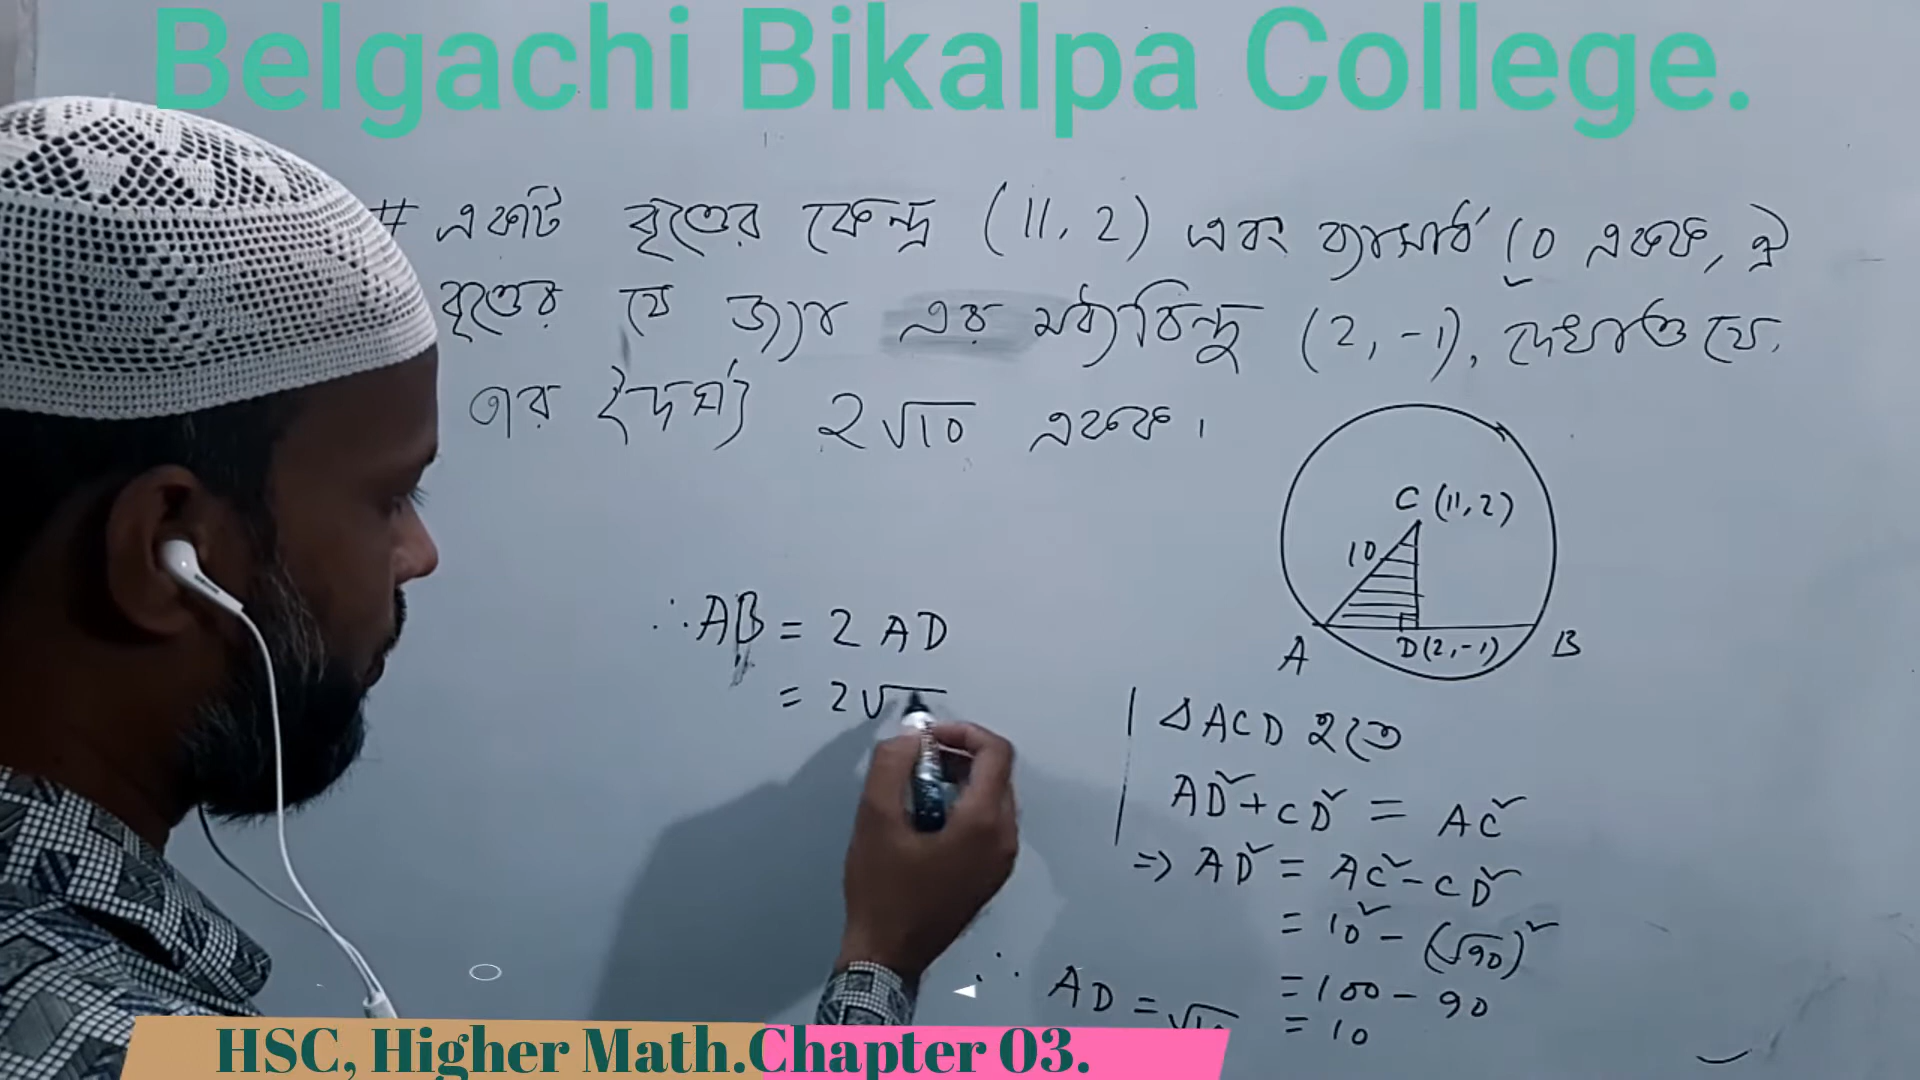 Belgachi Bikalpa College.
# একটি বৃত্তের কেন্দ্র (11, 2) এবং ব্যাসার্ধ 10 একক, ঐ
বৃত্তের যে জ্যার এর মধ্যবিন্দু (2, -1), দেখাও যে,
তার দৈর্ঘ্য 2√10 একক।
C (11, 2)
10
A
D(2, -1)
B
∴ AB = 2 AD
= 2√
Δ ACD হতে
AD² + CD² = AC²
=> AD² = AC² - CD²
= 10² - (√90)²
= 100 - 90
= 10
∴ AD = √10
HSC, Higher Math.Chapter 03.